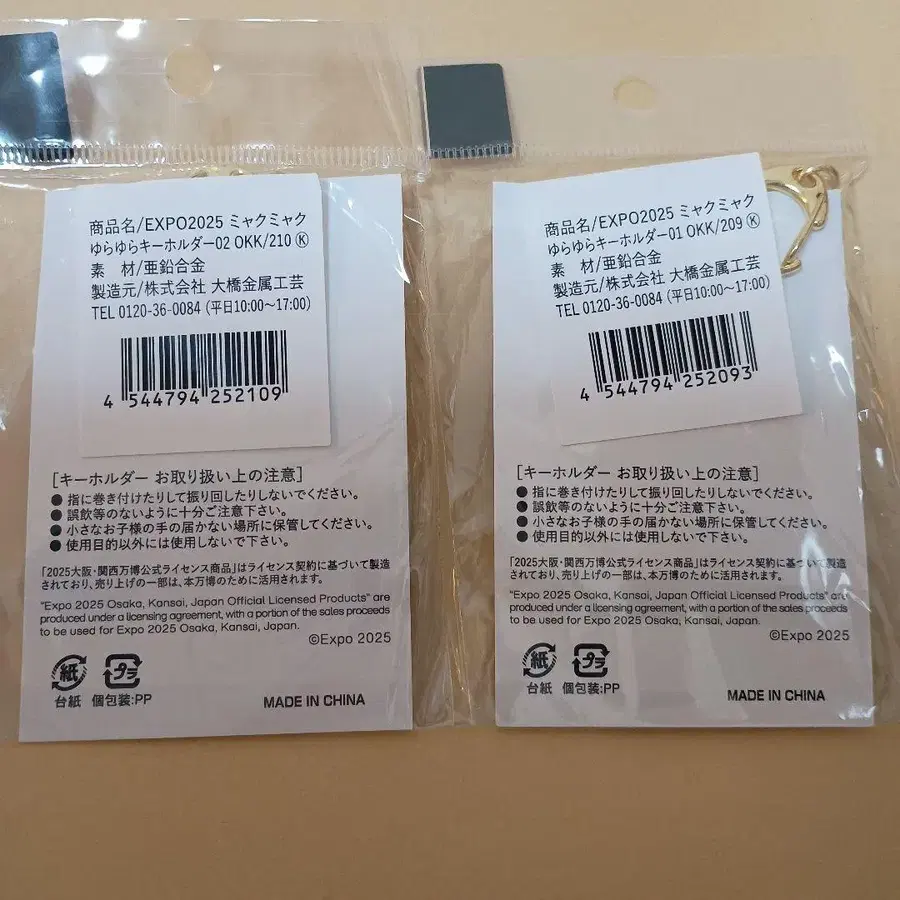 商品名/EXPO2025 ミャクミャク
ゆらゆらキーホルダー02 OKK/210 Ⓚ
素　材/亜鉛合金
製造元/株式会社 大橋金属工芸
TEL 0120-36-0084 (平日10:00〜17:00)
4 544794 252109
[キーホルダー お取り扱い上の注意]
● 指に巻き付けたりして振り回したりしないでください。
● 誤飲等のないように十分ご注意下さい。
● 小さなお子様の手の届かない場所に保管してください。
● 使用目的以外には使用しないで下さい。
「2025大阪・関西万博公式ライセンス商品」はライセンス契約に基づいて製造
されており、売り上げの一部は、本万博のために活用されます。
"Expo 2025 Osaka, Kansai, Japan Official Licensed Products" are
produced under a licensing agreement, with a portion of the sales proceeds
to be used for Expo 2025 Osaka, Kansai, Japan.
©Expo 2025
紙 プラ
台紙 個包装:PP
MADE IN CHINA
商品名/EXPO2025 ミャクミャク
ゆらゆらキーホルダー01 OKK/209 Ⓚ
素　材/亜鉛合金
製造元/株式会社 大橋金属工芸
TEL 0120-36-0084 (平日10:00〜17:00)
4 544794 252093
[キーホルダー お取り扱い上の注意]
● 指に巻き付けたりして振り回したりしないでください。
● 誤飲等のないように十分ご注意下さい。
● 小さなお子様の手の届かない場所に保管してください。
● 使用目的以外には使用しないで下さい。
「2025大阪・関西万博公式ライセンス商品」はライセンス契約に基づいて製造
されており、売り上げの一部は、本万博のために活用されます。
"Expo 2025 Osaka, Kansai, Japan Official Licensed Products" are
produced under a licensing agreement, with a portion of the sales proceeds
to be used for Expo 2025 Osaka, Kansai, Japan.
©Expo 2025
紙 プラ
台紙 個包装:PP
MADE IN CHINA